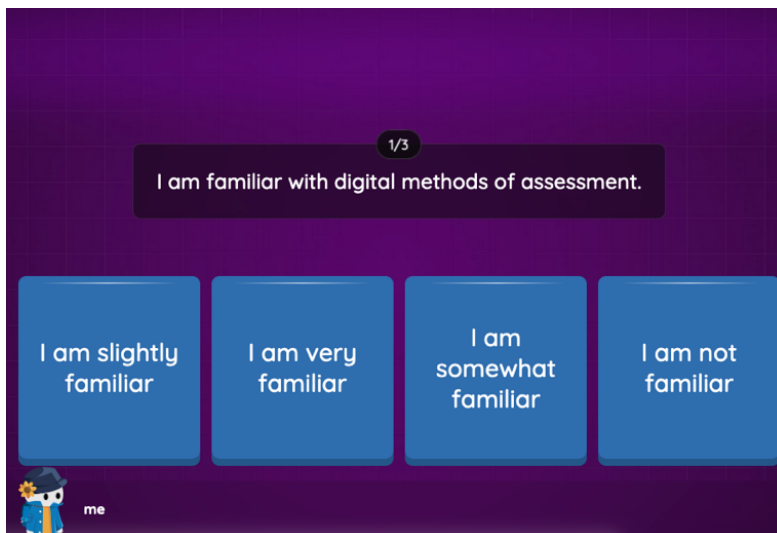 1/3
I am familiar with digital methods of assessment.
I am slightly
familiar
I am very
familiar
I am
somewhat
familiar
I am not
familiar
me